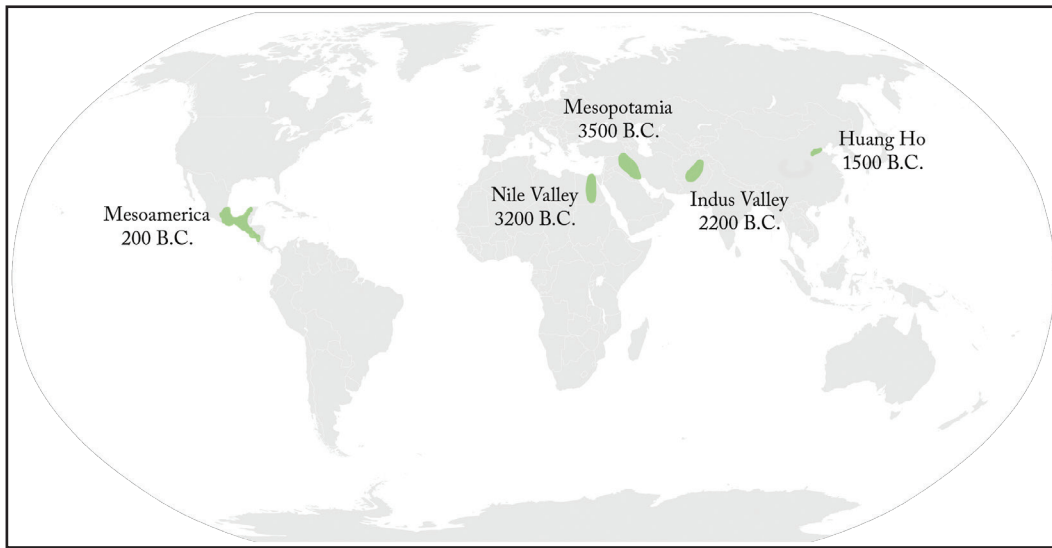 Mesopotamia
3500 B.C.
Huang Ho
1500 B.C.
Nile Valley
3200 B.C.
Indus Valley
2200 B.C.
Mesoamerica
200 B.C.